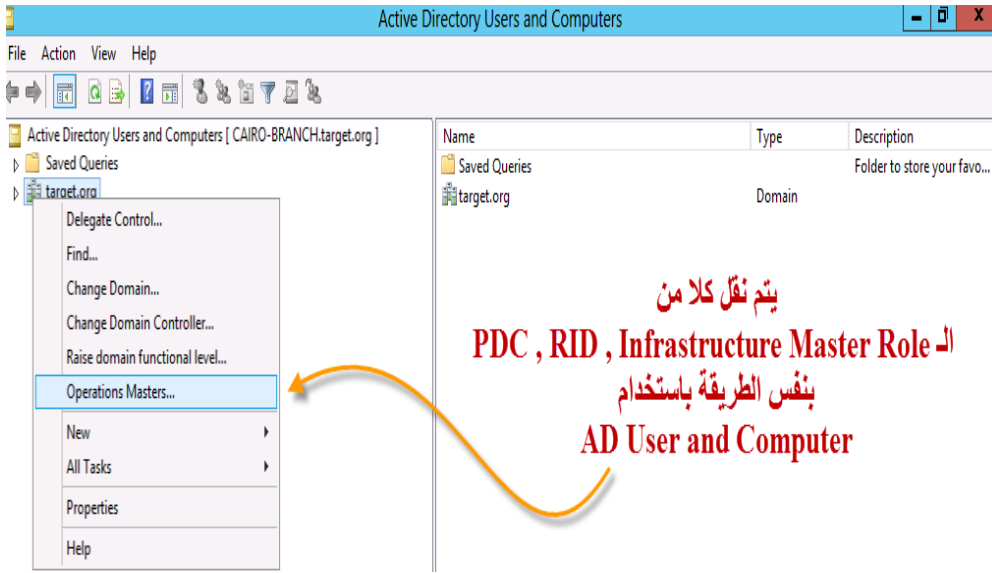 Active Directory Users and Computers
File Action View Help
Active Directory Users and Computers [ CAIRO-BRANCH.target.org ]
Saved Queries
target.org
Delegate Control...
Find...
Change Domain...
Change Domain Controller...
Raise domain functional level...
Operations Masters...
New
All Tasks
Properties
Help
Name Type Description
Saved Queries Folder to store your favo...
target.org Domain
يتم نقل كلا من
الـ PDC , RID , Infrastructure Master Role
بنفس الطريقة باستخدام
AD User and Computer